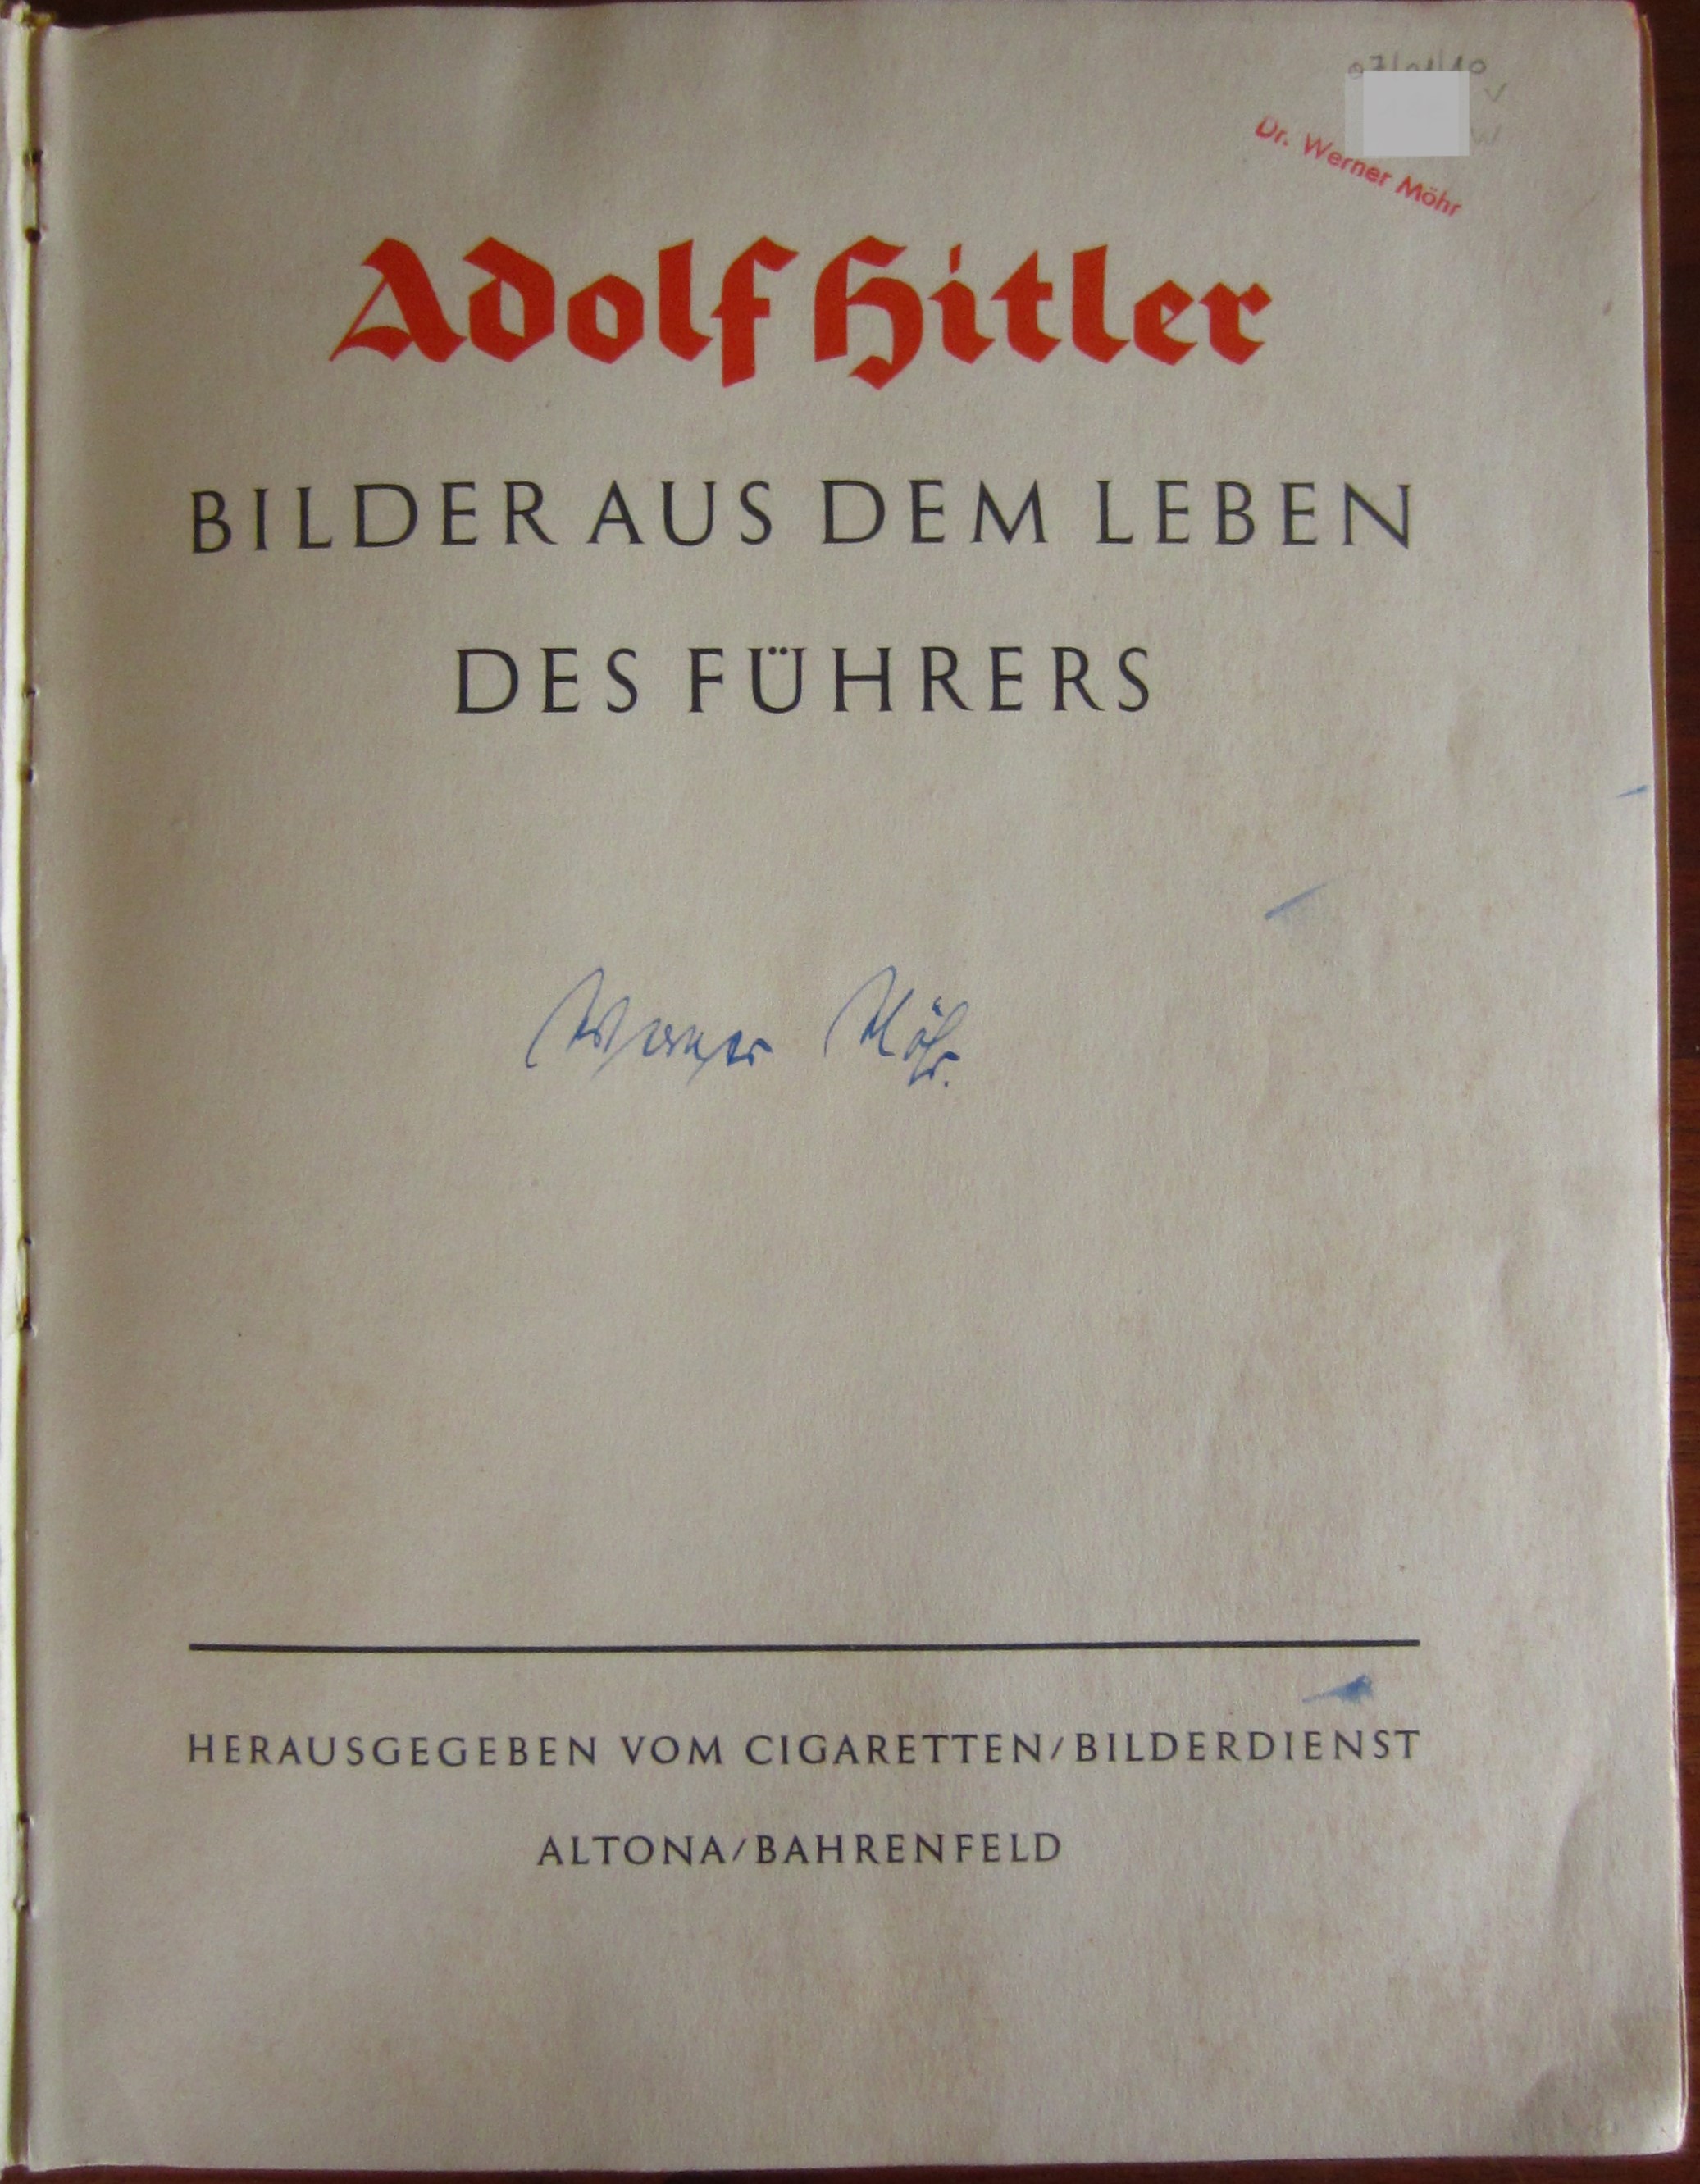 Dr. Werner Möhr
Adolf Hitler
BILDER AUS DEM LEBEN
DES FÜHRERS
Werner Möhr.
HERAUSGEGEBEN VOM CIGARETTEN/BILDERDIENST
ALTONA/BAHRENFELD